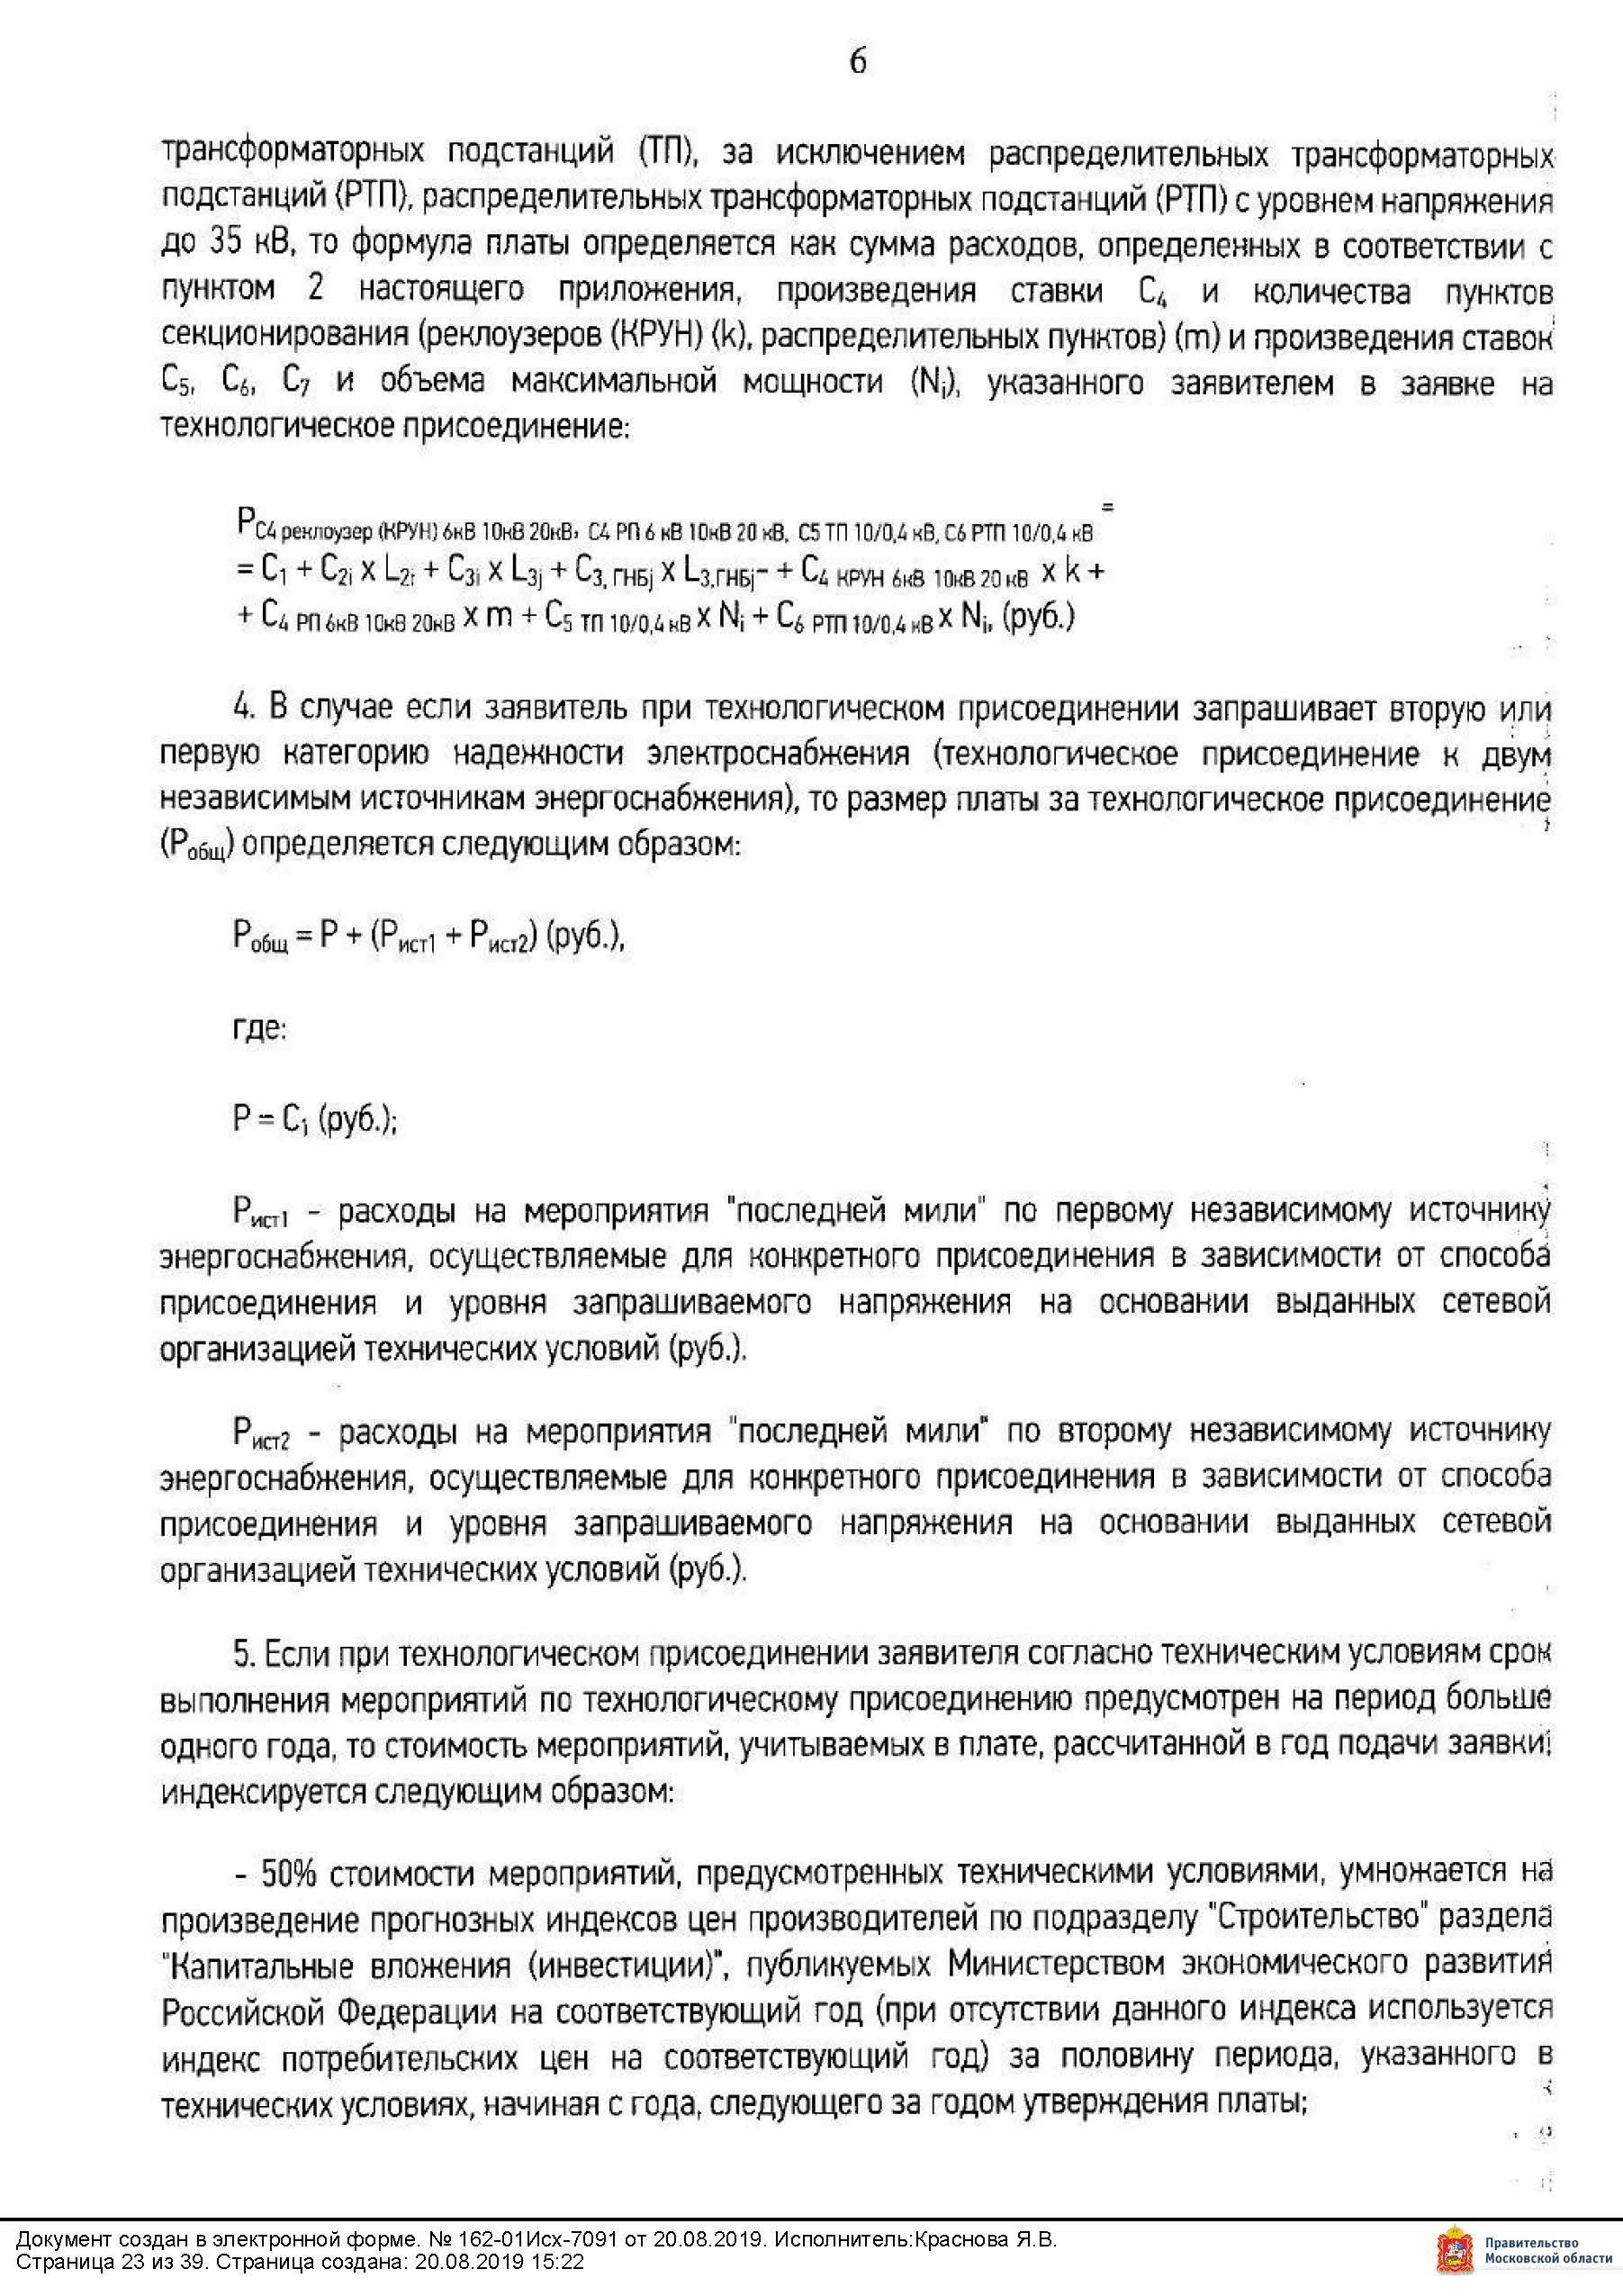 6
трансформаторных подстанций (ТП), за исключением распределительных трансформаторных
подстанций (РТП), распределительных трансформаторных подстанций (РТП) с уровнем напряжения
до 35 кВ, то формула платы определяется как сумма расходов, определенных в соответствии с
пунктом 2 настоящего приложения, произведения ставки C₄ и количества пунктов
секционирования (реклоузеров (КРУН) (k), распределительных пунктов) (m) и произведения ставок
C₅, C₆, C₇ и объема максимальной мощности (Nᵢ), указанного заявителем в заявке на
технологическое присоединение:
PC4 реклоузер (КРУН) 6кВ 10кВ 20кВ, C4 РП 6 кВ 10кВ 20 кВ, C5 ТП 10/0,4 кВ, C6 РТП 10/0,4 кВ =
= C₁ + C₂ᵢ x L₂ᵢ + C₃ᵢ x L₃ⱼ + C₃, ГНБj x L₃,ГНБj- + C₄ КРУН 6кВ 10кВ 20 кВ x k +
+ C₄ РП 6кВ 10кВ 20кВ x m + C₅ ТП 10/0,4 кВ x Nᵢ + C₆ РТП 10/0,4 кВ x Nᵢ, (руб.)
4. В случае если заявитель при технологическом присоединении запрашивает вторую или
первую категорию надежности электроснабжения (технологическое присоединение к двум
независимым источникам энергоснабжения), то размер платы за технологическое присоединение
(Pобщ) определяется следующим образом:
Pобщ = P + (Pист1 + Pист2) (руб.),
где:
P = C₁ (руб.);
Pист1 - расходы на мероприятия "последней мили" по первому независимому источнику
энергоснабжения, осуществляемые для конкретного присоединения в зависимости от способа
присоединения и уровня запрашиваемого напряжения на основании выданных сетевой
организацией технических условий (руб.).
Pист2 - расходы на мероприятия "последней мили" по второму независимому источнику
энергоснабжения, осуществляемые для конкретного присоединения в зависимости от способа
присоединения и уровня запрашиваемого напряжения на основании выданных сетевой
организацией технических условий (руб.).
5. Если при технологическом присоединении заявителя согласно техническим условиям срок
выполнения мероприятий по технологическому присоединению предусмотрен на период больше
одного года, то стоимость мероприятий, учитываемых в плате, рассчитанной в год подачи заявки,
индексируется следующим образом:
- 50% стоимости мероприятий, предусмотренных техническими условиями, умножается на
произведение прогнозных индексов цен производителей по подразделу "Строительство" раздела
"Капитальные вложения (инвестиции)", публикуемых Министерством экономического развития
Российской Федерации на соответствующий год (при отсутствии данного индекса используется
индекс потребительских цен на соответствующий год) за половину периода, указанного в
технических условиях, начиная с года, следующего за годом утверждения платы;
Документ создан в электронной форме. № 162-01Исх-7091 от 20.08.2019. Исполнитель:Краснова Я.В.
Страница 23 из 39. Страница создана: 20.08.2019 15:22
Правительство
Московской области